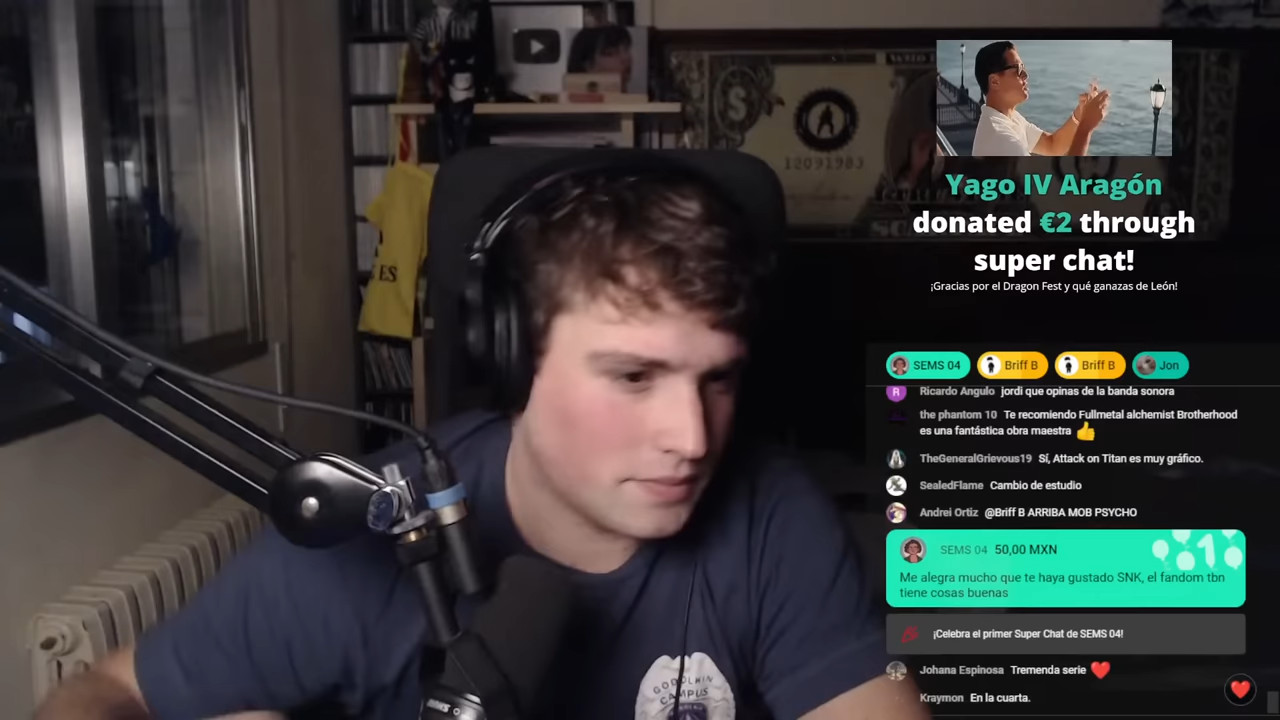 12091983
ES
Yago IV Aragón
donated €2 through
super chat!
¡Gracias por el Dragon Fest y qué ganazas de León!
SEMS 04
Briff B
Briff B
Jon
R Ricardo Angulo jordi que opinas de la banda sonora
the phantom 10 Te recomiendo Fullmetal alchemist Brotherhood
es una fantástica obra maestra 👍
TheGeneralGrievous19 Sí, Attack on Titan es muy gráfico.
SealedFlame Cambio de estudio
Andrei Ortiz @Briff B ARRIBA MOB PSYCHO
SEMS 04 50,00 MXN
1
Me alegra mucho que te haya gustado SNK, el fandom tbn
tiene cosas buenas
¡Celebra el primer Super Chat de SEMS 04!
Johana Espinosa Tremenda serie ❤️
Kraymon En la cuarta.
GODOLKIN
CAMPUS